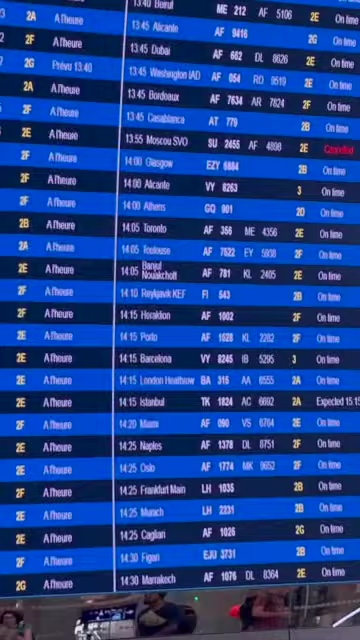 13:40 Beirut ME 212 AF 5106 2E On time
2A A l'heure 13:45 Alicante AF 9416 2G On time
2F A l'heure 13:45 Dubai AF 662 DL 8626 2E On time
2G Prévu 13:40 13:45 Washington IAD AF 054 2E On time
2A A l'heure 13:45 Bordeaux AF 7634 AR 7824 2F On time
2F A l'heure 13:45 Casablanca AT 779 2B On time
2E A l'heure 13:55 Moscou SVO SU 2455 AF 4898 2E Cancelled
2F A l'heure 14:00 Glasgow EZY 2B On time
2F A l'heure 14:00 Alicante VY 8263 3 On time
2F A l'heure 14:00 Athens GQ 901 2D On time
2B A l'heure 14:05 Toronto AF 356 ME 4356 2E On time
2A A l'heure 14:05 Toulouse AF 7522 EY 2F On time
2E A l'heure 14:05 Banjul Nouakchott AF 781 KL 2405 2E On time
2F A l'heure 14:10 Reykjavik KEF FI 543 2B On time
2F A l'heure 14:15 Heraklion AF 1002 2F On time
2E A l'heure 14:15 Porto AF 1528 KL 2282 2F On time
2E A l'heure 14:15 Barcelona VY 8245 IB 5295 3 On time
2E A l'heure 14:15 London Heathrow BA 315 AA 6555 2A On time
2E A l'heure 14:15 Istanbul TK 1824 AC 6692 2A Expected 15:15
2F A l'heure 14:20 Miami AF 090 VS 6704 2E On time
2E A l'heure 14:25 Naples AF 1378 DL 8751 2F On time
2E A l'heure 14:25 Oslo AF 1774 MK 9652 2F On time
2F A l'heure 14:25 Frankfurt Main LH 1035 2B On time
2E A l'heure 14:25 Munich LH 2231 2B On time
2E A l'heure 14:25 Cagliari AF 1026 2G On time
2F A l'heure 14:30 Figari EJU 3731 2B On time
2G A l'heure 14:30 Marrakech AF 1076 DL 8364 2E On time